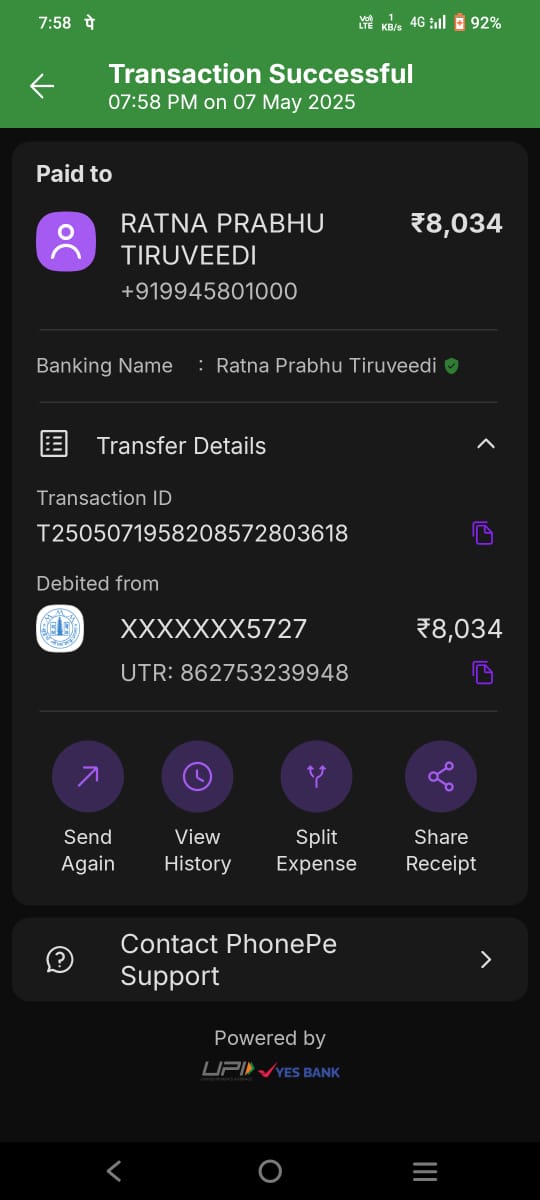 7:58 पे Vo) LTE 1 KB/s 4G 92%
Transaction Successful
07:58 PM on 07 May 2025
Paid to
RATNA PRABHU ₹8,034
TIRUVEEDI
+919945801000
Banking Name : Ratna Prabhu Tiruveedi
Transfer Details
Transaction ID
T2505071958208572803618
Debited from
XXXXXXX5727 ₹8,034
UTR: 862753239948
Send Again
View History
Split Expense
Share Receipt
Contact PhonePe
Support
Powered by
UPI YES BANK